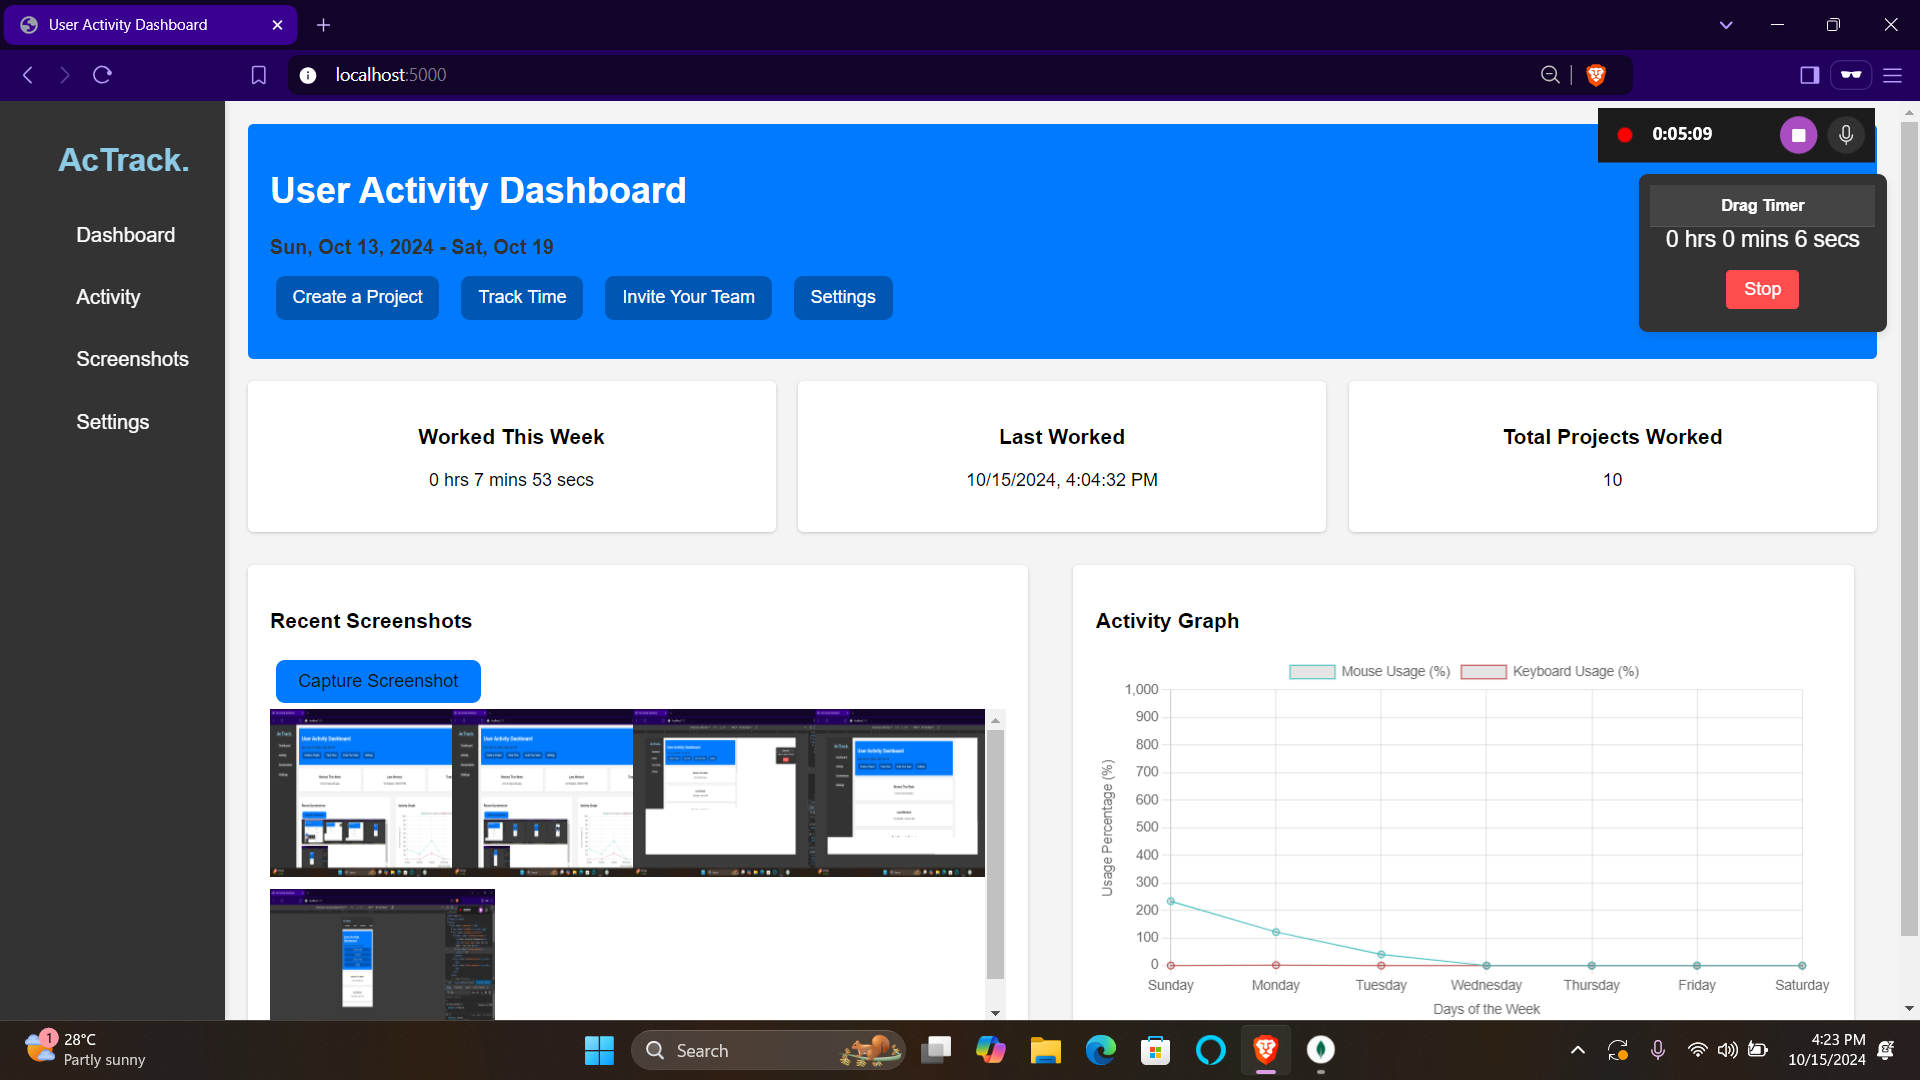 User Activity Dashboard
localhost:5000
0:05:09
AcTrack.
Dashboard
Activity
Screenshots
Settings
User Activity Dashboard
Sun, Oct 13, 2024 - Sat, Oct 19
Create a Project
Track Time
Invite Your Team
Settings
Drag Timer
0 hrs 0 mins 6 secs
Stop
Worked This Week
0 hrs 7 mins 53 secs
Last Worked
10/15/2024, 4:04:32 PM
Total Projects Worked
10
Recent Screenshots
Capture Screenshot
Activity Graph
Mouse Usage (%)
Keyboard Usage (%)
1,000
900
800
700
600
500
400
300
200
100
0
Usage Percentage (%)
Sunday
Monday
Tuesday
Wednesday
Thursday
Friday
Saturday
Days of the Week
1
28°C
Partly sunny
Search
4:23 PM
10/15/2024